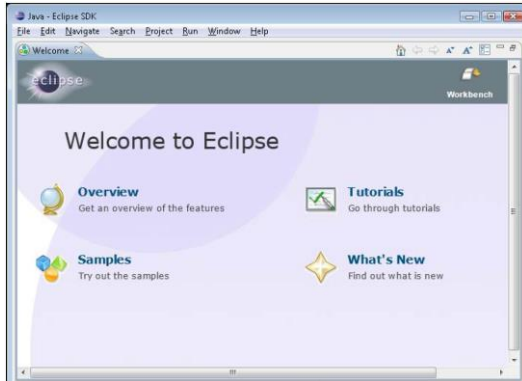 Java - Eclipse SDK
File Edit Navigate Search Project Run Window Help
Welcome
eclipse
Workbench
Welcome to Eclipse
Overview
Get an overview of the features
Tutorials
Go through tutorials
Samples
Try out the samples
What's New
Find out what is new